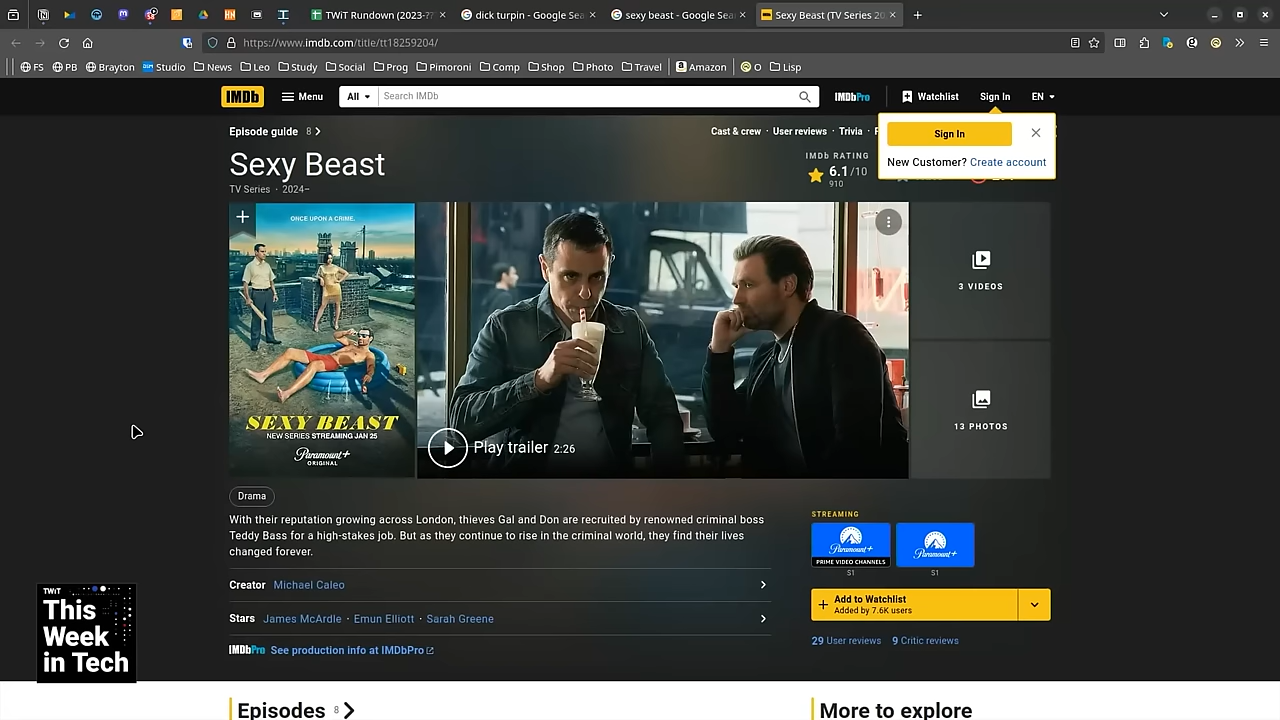 TWiT Rundown (2023-??
dick turpin - Google Sea
sexy beast - Google Sea
Sexy Beast (TV Series 20
https://www.imdb.com/title/tt18259204/
FS
PB
Brayton
Studio
News
Leo
Study
Social
Prog
Pimoroni
Comp
Shop
Photo
Travel
Amazon
O
Lisp
IMDb
Menu
All
Search IMDb
IMDbPro
Watchlist
Sign In
EN
Episode guide 8
Cast & crew · User reviews · Trivia ·
Sign In
New Customer? Create account
Sexy Beast
TV Series · 2024–
IMDb RATING
6.1/10
910
ONCE UPON A CRIME.
SEXY BEAST
NEW SERIES STREAMING JAN 25
Paramount+
ORIGINAL
Play trailer 2:26
3 VIDEOS
13 PHOTOS
Drama
With their reputation growing across London, thieves Gal and Don are recruited by renowned criminal boss
Teddy Bass for a high-stakes job. But as they continue to rise in the criminal world, they find their lives
changed forever.
Creator Michael Caleo
Stars James McArdle · Emun Elliott · Sarah Greene
IMDbPro See production info at IMDbPro
STREAMING
Paramount+
PRIME VIDEO CHANNELS
S1
Paramount+
S1
Add to Watchlist
Added by 7.6K users
29 User reviews
9 Critic reviews
TWiT
This
Week
in Tech
Episodes 8
More to explore